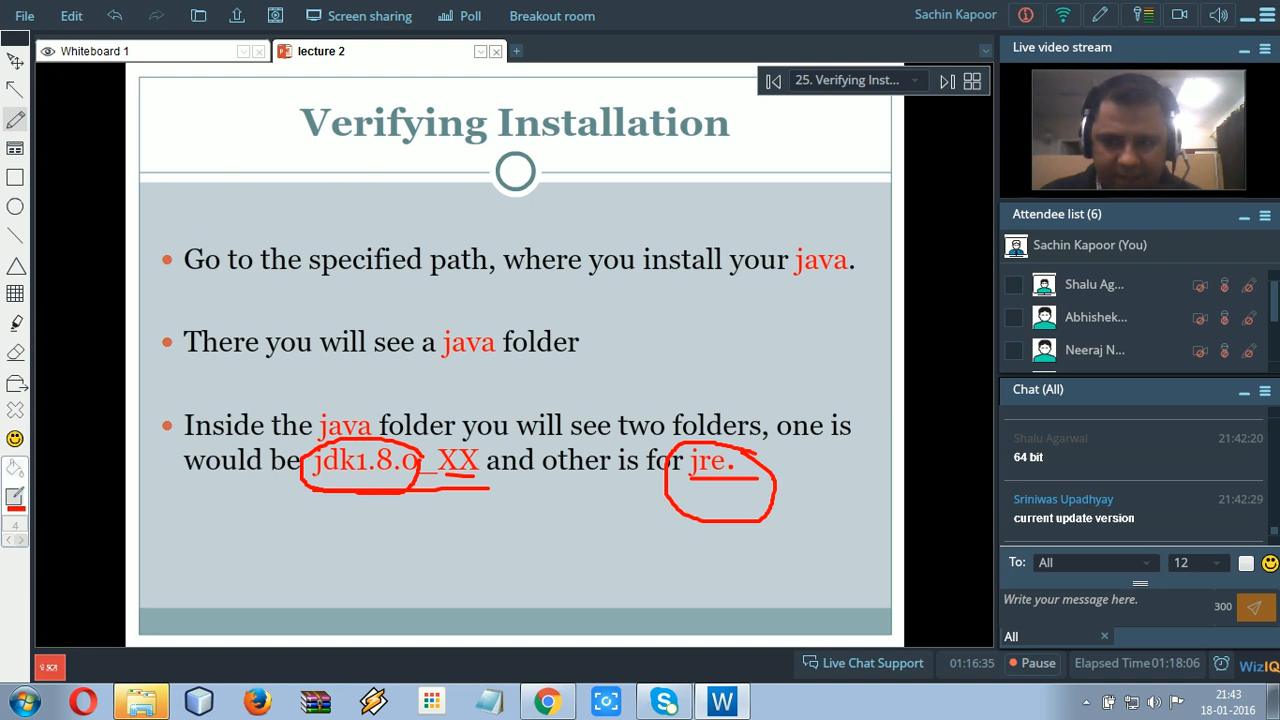 File Edit Screen sharing Poll Breakout room Sachin Kapoor
Whiteboard 1 lecture 2
25. Verifying Inst...
Verifying Installation
Go to the specified path, where you install your java.
There you will see a java folder
Inside the java folder you will see two folders, one is
would be jdk1.8.0_XX and other is for jre.
4
Live video stream
Attendee list (6)
Sachin Kapoor (You)
Shalu Ag...
Abhishek...
Neeraj N...
Chat (All)
Shalu Agarwal 21:42:20
64 bit
Sriniwas Upadhyay 21:42:29
current update version
To: All 12
Write your message here. 300
All
Live Chat Support 01:16:35 Pause Elapsed Time 01:18:06 WizIQ
W
21:43
18-01-2016